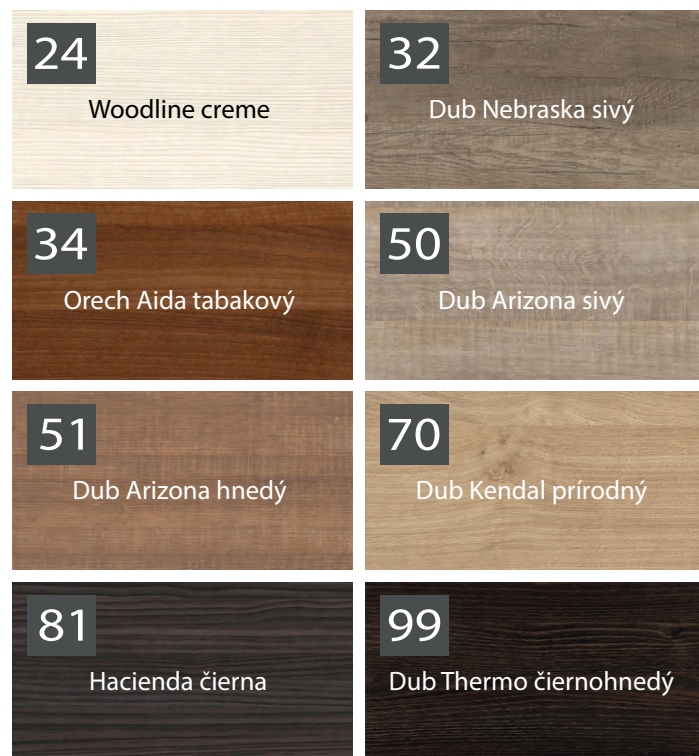 24
Woodline creme
32
Dub Nebraska sivý
34
Orech Aida tabakový
50
Dub Arizona sivý
51
Dub Arizona hnedý
70
Dub Kendal prírodný
81
Hacienda čierna
99
Dub Thermo čiernohnedý